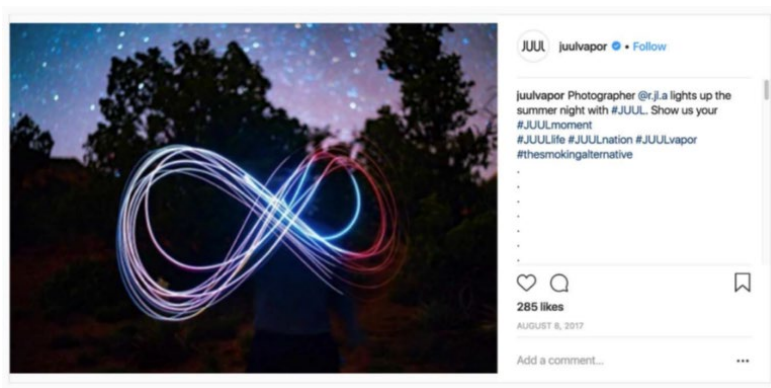 JUUL juulvapor • Follow
juulvapor Photographer @r.jl.a lights up the
summer night with #JUUL. Show us your
#JUULmoment
#JUULlife #JUULnation #JUULvapor
#thesmokingalternative
.
.
.
.
.
.
.
285 likes
AUGUST 8, 2017
Add a comment...